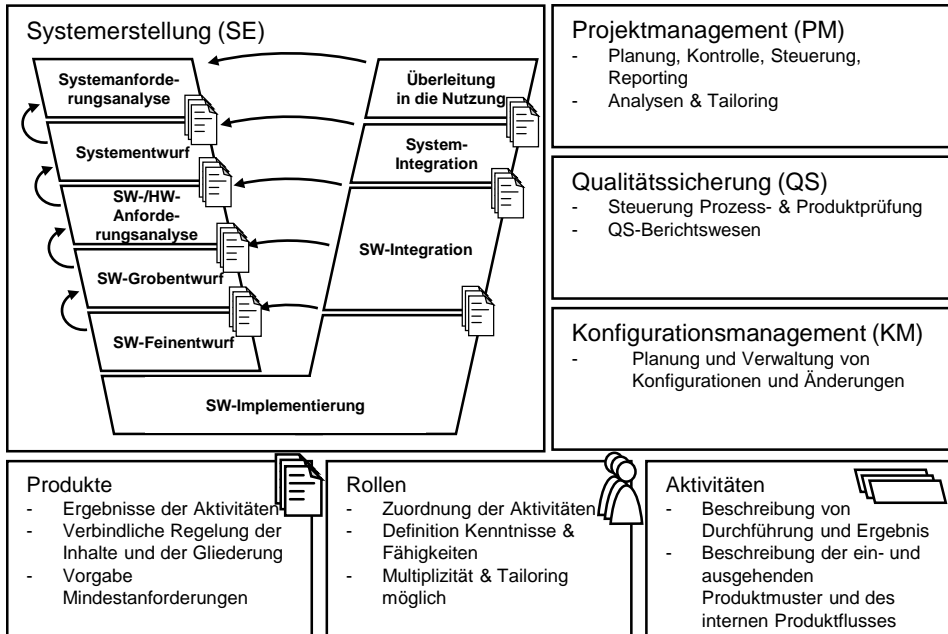 Systemerstellung (SE)
Systemanforde-
rungsanalyse
Systementwurf
SW-/HW-
Anforde-
rungsanalyse
SW-Grobentwurf
SW-Feinentwurf
SW-Implementierung
Überleitung
in die Nutzung
System-
Integration
SW-Integration
Projektmanagement (PM)
- Planung, Kontrolle, Steuerung,
Reporting
- Analysen & Tailoring
Qualitätssicherung (QS)
- Steuerung Prozess- & Produktprüfung
- QS-Berichtswesen
Konfigurationsmanagement (KM)
- Planung und Verwaltung von
Konfigurationen und Änderungen
Produkte
- Ergebnisse der Aktivitäten
- Verbindliche Regelung der
Inhalte und der Gliederung
- Vorgabe
Mindestanforderungen
Rollen
- Zuordnung der Aktivitäten
- Definition Kenntnisse &
Fähigkeiten
- Multiplizität & Tailoring
möglich
Aktivitäten
- Beschreibung von
Durchführung und Ergebnis
- Beschreibung der ein- und
ausgehenden
Produktmuster und des
internen Produktflusses